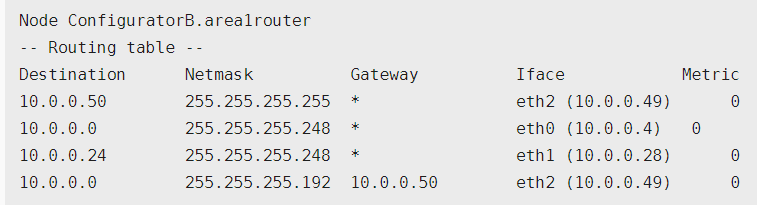 Node ConfiguratorB.area1router
-- Routing table --
Destination Netmask Gateway Iface Metric
10.0.0.50 255.255.255.255 * eth2 (10.0.0.49) 0
10.0.0.0 255.255.255.248 * eth0 (10.0.0.4) 0
10.0.0.24 255.255.255.248 * eth1 (10.0.0.28) 0
10.0.0.0 255.255.255.192 10.0.0.50 eth2 (10.0.0.49) 0